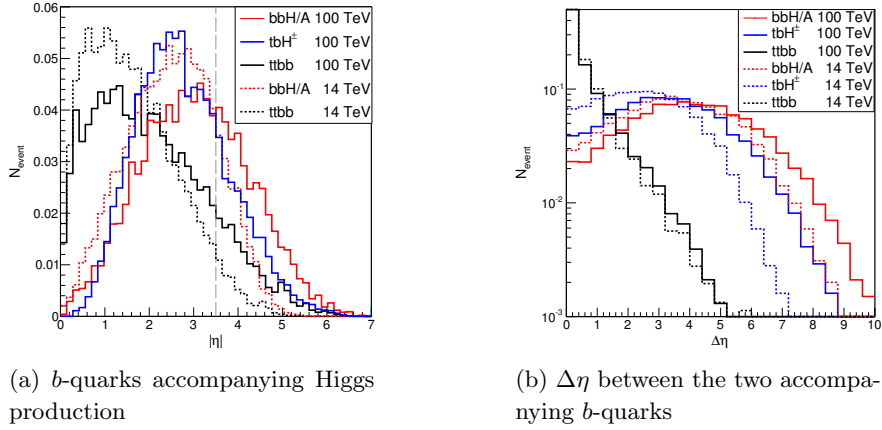 bbH/A 100 TeV
tbH± 100 TeV
ttbb 100 TeV
bbH/A 14 TeV
ttbb 14 TeV
N_event
0.06
0.05
0.04
0.03
0.02
0.01
0
0 1 2 3 4 5 6 7
|η|
(a) b-quarks accompanying Higgs
production
bbH/A 100 TeV
tbH± 100 TeV
ttbb 100 TeV
bbH/A 14 TeV
tbH± 14 TeV
ttbb 14 TeV
N_event
10⁻¹
10⁻²
10⁻³
0 1 2 3 4 5 6 7 8 9 10
Δη
(b) Δη between the two accompa-
nying b-quarks